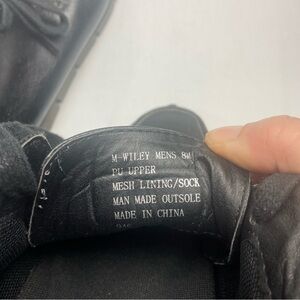 M-WILEY MENS 8M
PU UPPER
MESH LINING/SOCK
MAN MADE OUTSOLE
MADE IN CHINA